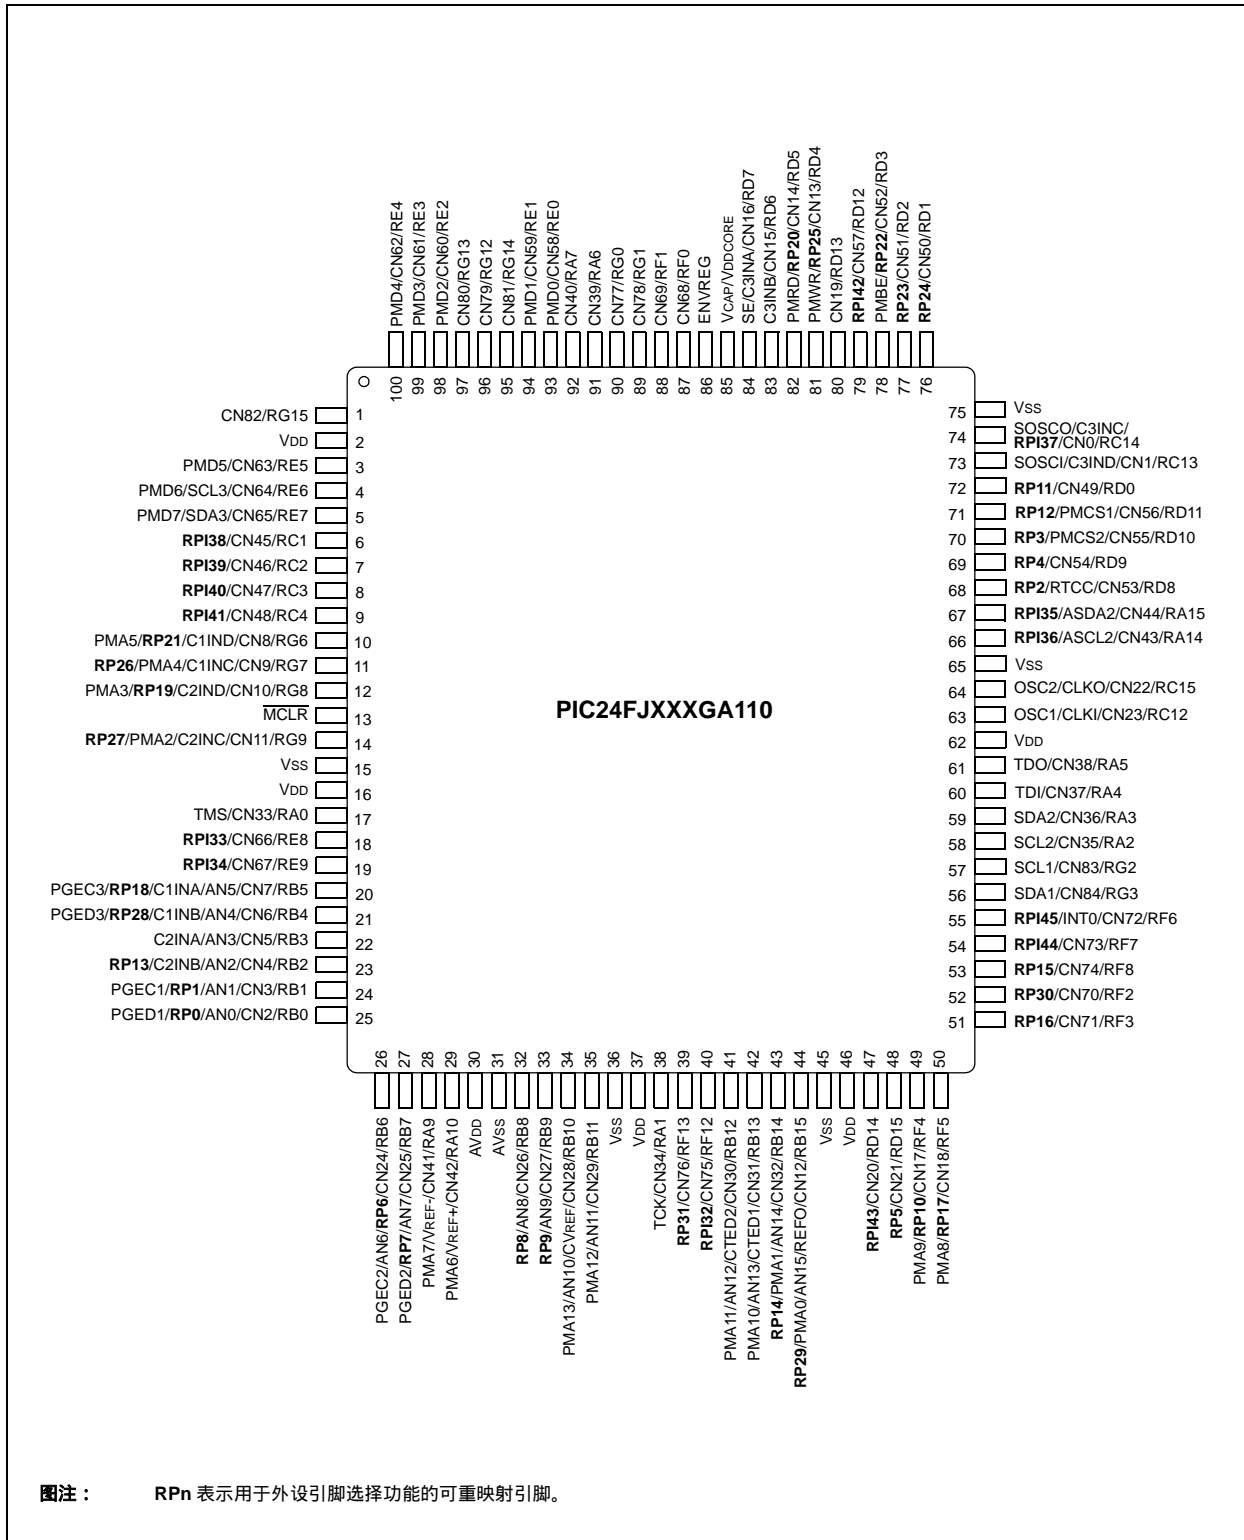 PMD4/CN62/RE4
PMD3/CN61/RE3
PMD2/CN60/RE2
CN80/RG13
CN79/RG12
CN81/RG14
PMD1/CN59/RE1
PMD0/CN58/RE0
CN40/RA7
CN39/RA6
CN77/RG0
CN78/RG1
CN69/RF1
CN68/RF0
ENVREG
VCAP/VDDCORE
SE/C3INA/CN16/RD7
C3INB/CN15/RD6
PMRD/RP20/CN14/RD5
PMWR/RP25/CN13/RD4
CN19/RD13
RPI42/CN57/RD12
PMBE/RP22/CN52/RD3
RP23/CN51/RD2
RP24/CN50/RD1
100
99
98
97
96
95
94
93
92
91
90
89
88
87
86
85
84
83
82
81
80
79
78
77
76
CN82/RG15 1
VDD 2
PMD5/CN63/RE5 3
PMD6/SCL3/CN64/RE6 4
PMD7/SDA3/CN65/RE7 5
RPI38/CN45/RC1 6
RPI39/CN46/RC2 7
RPI40/CN47/RC3 8
RPI41/CN48/RC4 9
PMA5/RP21/C1IND/CN8/RG6 10
RP26/PMA4/C1INC/CN9/RG7 11
PMA3/RP19/C2IND/CN10/RG8 12
MCLR 13
RP27/PMA2/C2INC/CN11/RG9 14
VSS 15
VDD 16
TMS/CN33/RA0 17
RPI33/CN66/RE8 18
RPI34/CN67/RE9 19
PGEC3/RP18/C1INA/AN5/CN7/RB5 20
PGED3/RP28/C1INB/AN4/CN6/RB4 21
C2INA/AN3/CN5/RB3 22
RP13/C2INB/AN2/CN4/RB2 23
PGEC1/RP1/AN1/CN3/RB1 24
PGED1/RP0/AN0/CN2/RB0 25
PIC24FJXXXGA110
75 VSS
74 SOSCO/C3INC/
RPI37/CN0/RC14
73 SOSCI/C3IND/CN1/RC13
72 RP11/CN49/RD0
71 RP12/PMCS1/CN56/RD11
70 RP3/PMCS2/CN55/RD10
69 RP4/CN54/RD9
68 RP2/RTCC/CN53/RD8
67 RPI35/ASDA2/CN44/RA15
66 RPI36/ASCL2/CN43/RA14
65 VSS
64 OSC2/CLKO/CN22/RC15
63 OSC1/CLKI/CN23/RC12
62 VDD
61 TDO/CN38/RA5
60 TDI/CN37/RA4
59 SDA2/CN36/RA3
58 SCL2/CN35/RA2
57 SCL1/CN83/RG2
56 SDA1/CN84/RG3
55 RPI45/INT0/CN72/RF6
54 RPI44/CN73/RF7
53 RP15/CN74/RF8
52 RP30/CN70/RF2
51 RP16/CN71/RF3
26
27
28
29
30
31
32
33
34
35
36
37
38
39
40
41
42
43
44
45
46
47
48
49
50
PGEC2/AN6/RP6/CN24/RB6
PGED2/RP7/AN7/CN25/RB7
PMA7/VREF-/CN41/RA9
PMA6/VREF+/CN42/RA10
AVDD
AVSS
RP8/AN8/CN26/RB8
RP9/AN9/CN27/RB9
PMA13/AN10/CVREF/CN28/RB10
PMA12/AN11/CN29/RB11
VSS
VDD
TCK/CN34/RA1
RP31/CN76/RF13
RPI32/CN75/RF12
PMA11/AN12/CTED2/CN30/RB12
PMA10/AN13/CTED1/CN31/RB13
RP14/PMA1/AN14/CN32/RB14
RP29/PMA0/AN15/REFO/CN12/RB15
VSS
VDD
RPI43/CN20/RD14
RP5/CN21/RD15
PMA9/RP10/CN17/RF4
PMA8/RP17/CN18/RF5
图注： RPn 表示用于外设引脚选择功能的可重映射引脚。